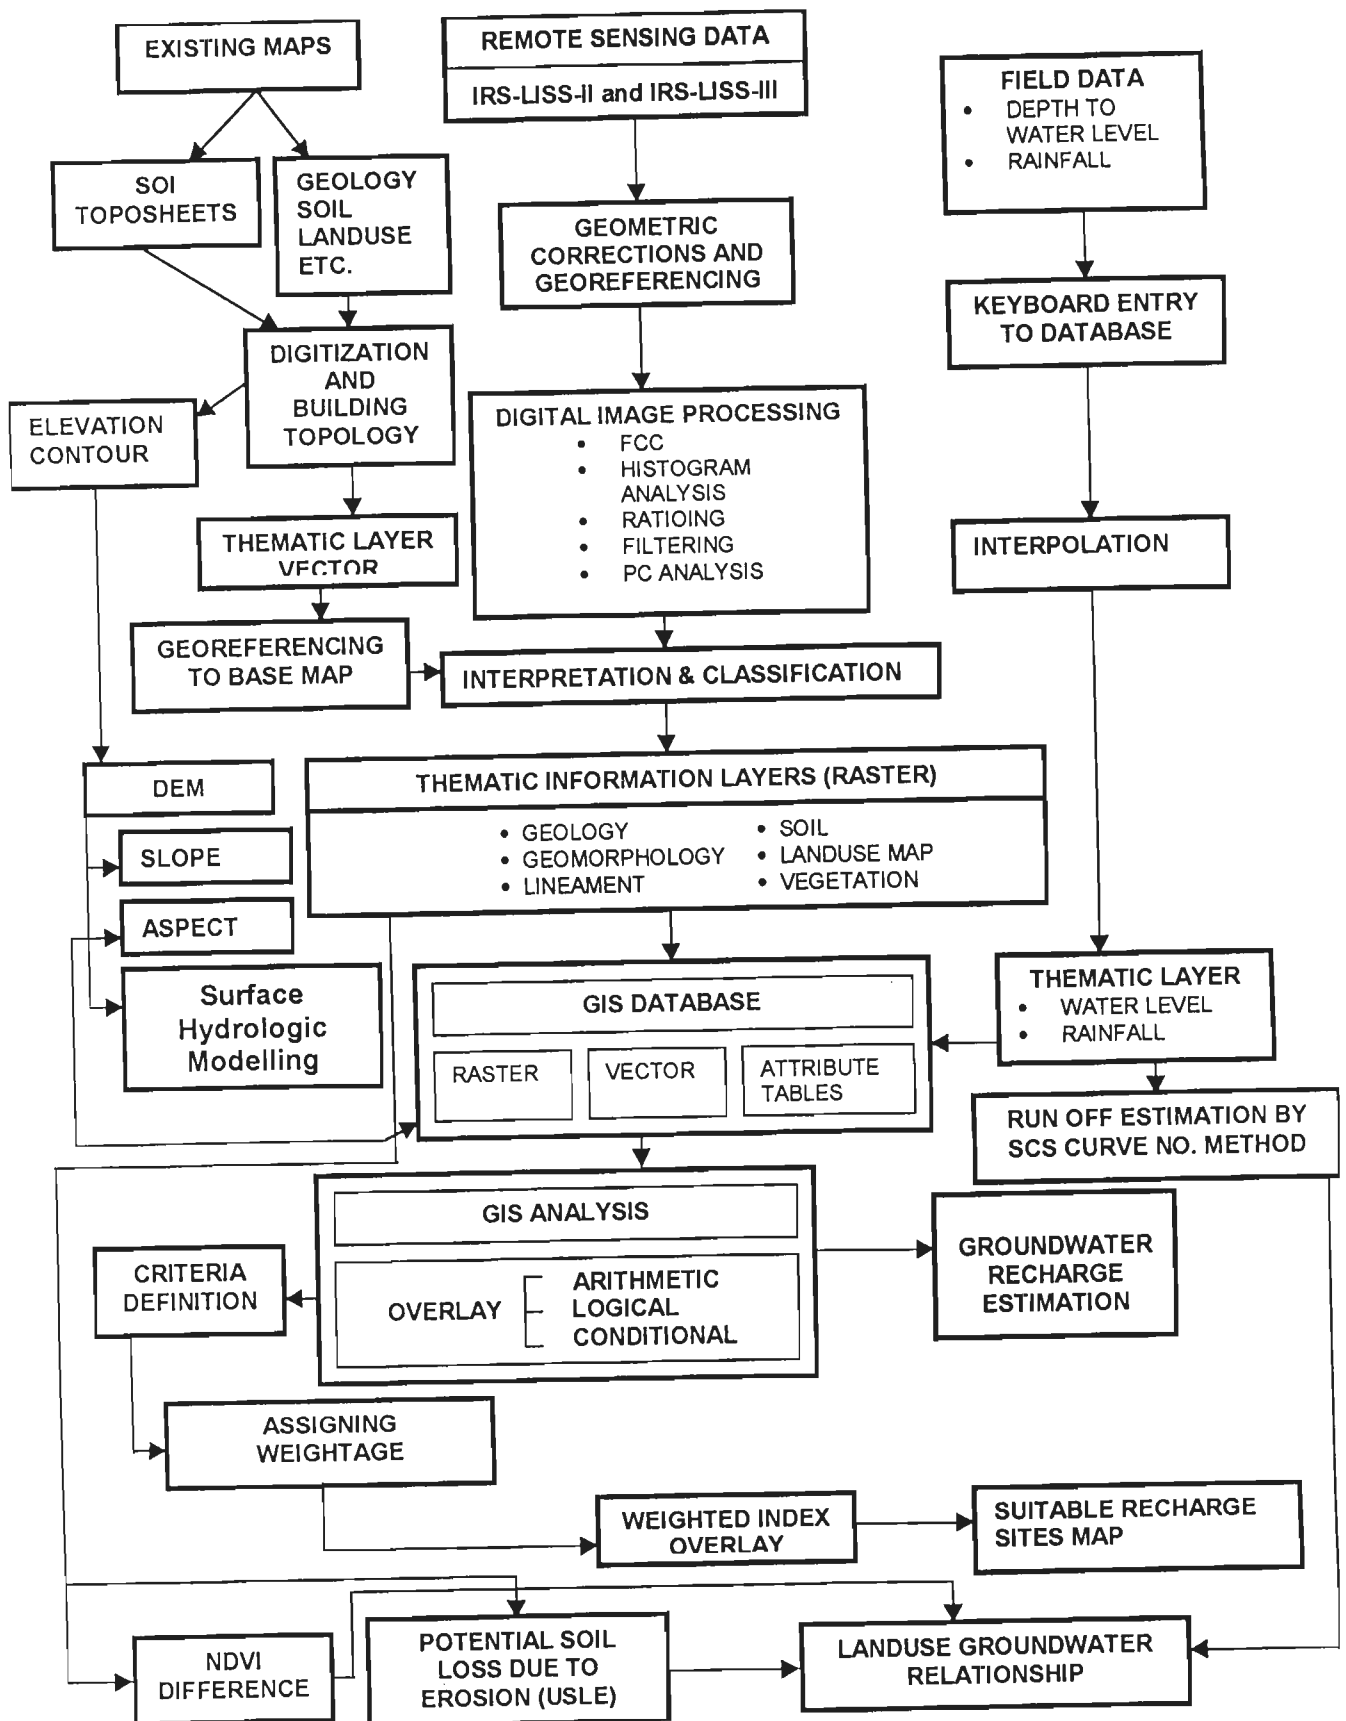 EXISTING MAPS
REMOTE SENSING DATA
IRS-LISS-II and IRS-LISS-III
FIELD DATA
• DEPTH TO
WATER LEVEL
• RAINFALL
SOI
TOPOSHEETS
GEOLOGY
SOIL
LANDUSE
ETC.
GEOMETRIC
CORRECTIONS AND
GEOREFERENCING
KEYBOARD ENTRY
TO DATABASE
DIGITIZATION
AND
BUILDING
TOPOLOGY
ELEVATION
CONTOUR
DIGITAL IMAGE PROCESSING
• FCC
• HISTOGRAM
ANALYSIS
• RATIOING
• FILTERING
• PC ANALYSIS
THEMATIC LAYER
VECTOR
INTERPOLATION
GEOREFERENCING
TO BASE MAP
INTERPRETATION & CLASSIFICATION
DEM
SLOPE
ASPECT
Surface
Hydrologic
Modelling
THEMATIC INFORMATION LAYERS (RASTER)
• GEOLOGY
• GEOMORPHOLOGY
• LINEAMENT
• SOIL
• LANDUSE MAP
• VEGETATION
GIS DATABASE
RASTER
VECTOR
ATTRIBUTE
TABLES
THEMATIC LAYER
• WATER LEVEL
• RAINFALL
RUN OFF ESTIMATION BY
SCS CURVE NO. METHOD
GIS ANALYSIS
OVERLAY
ARITHMETIC
LOGICAL
CONDITIONAL
GROUNDWATER
RECHARGE
ESTIMATION
CRITERIA
DEFINITION
ASSIGNING
WEIGHTAGE
WEIGHTED INDEX
OVERLAY
SUITABLE RECHARGE
SITES MAP
NDVI
DIFFERENCE
POTENTIAL SOIL
LOSS DUE TO
EROSION (USLE)
LANDUSE GROUNDWATER
RELATIONSHIP